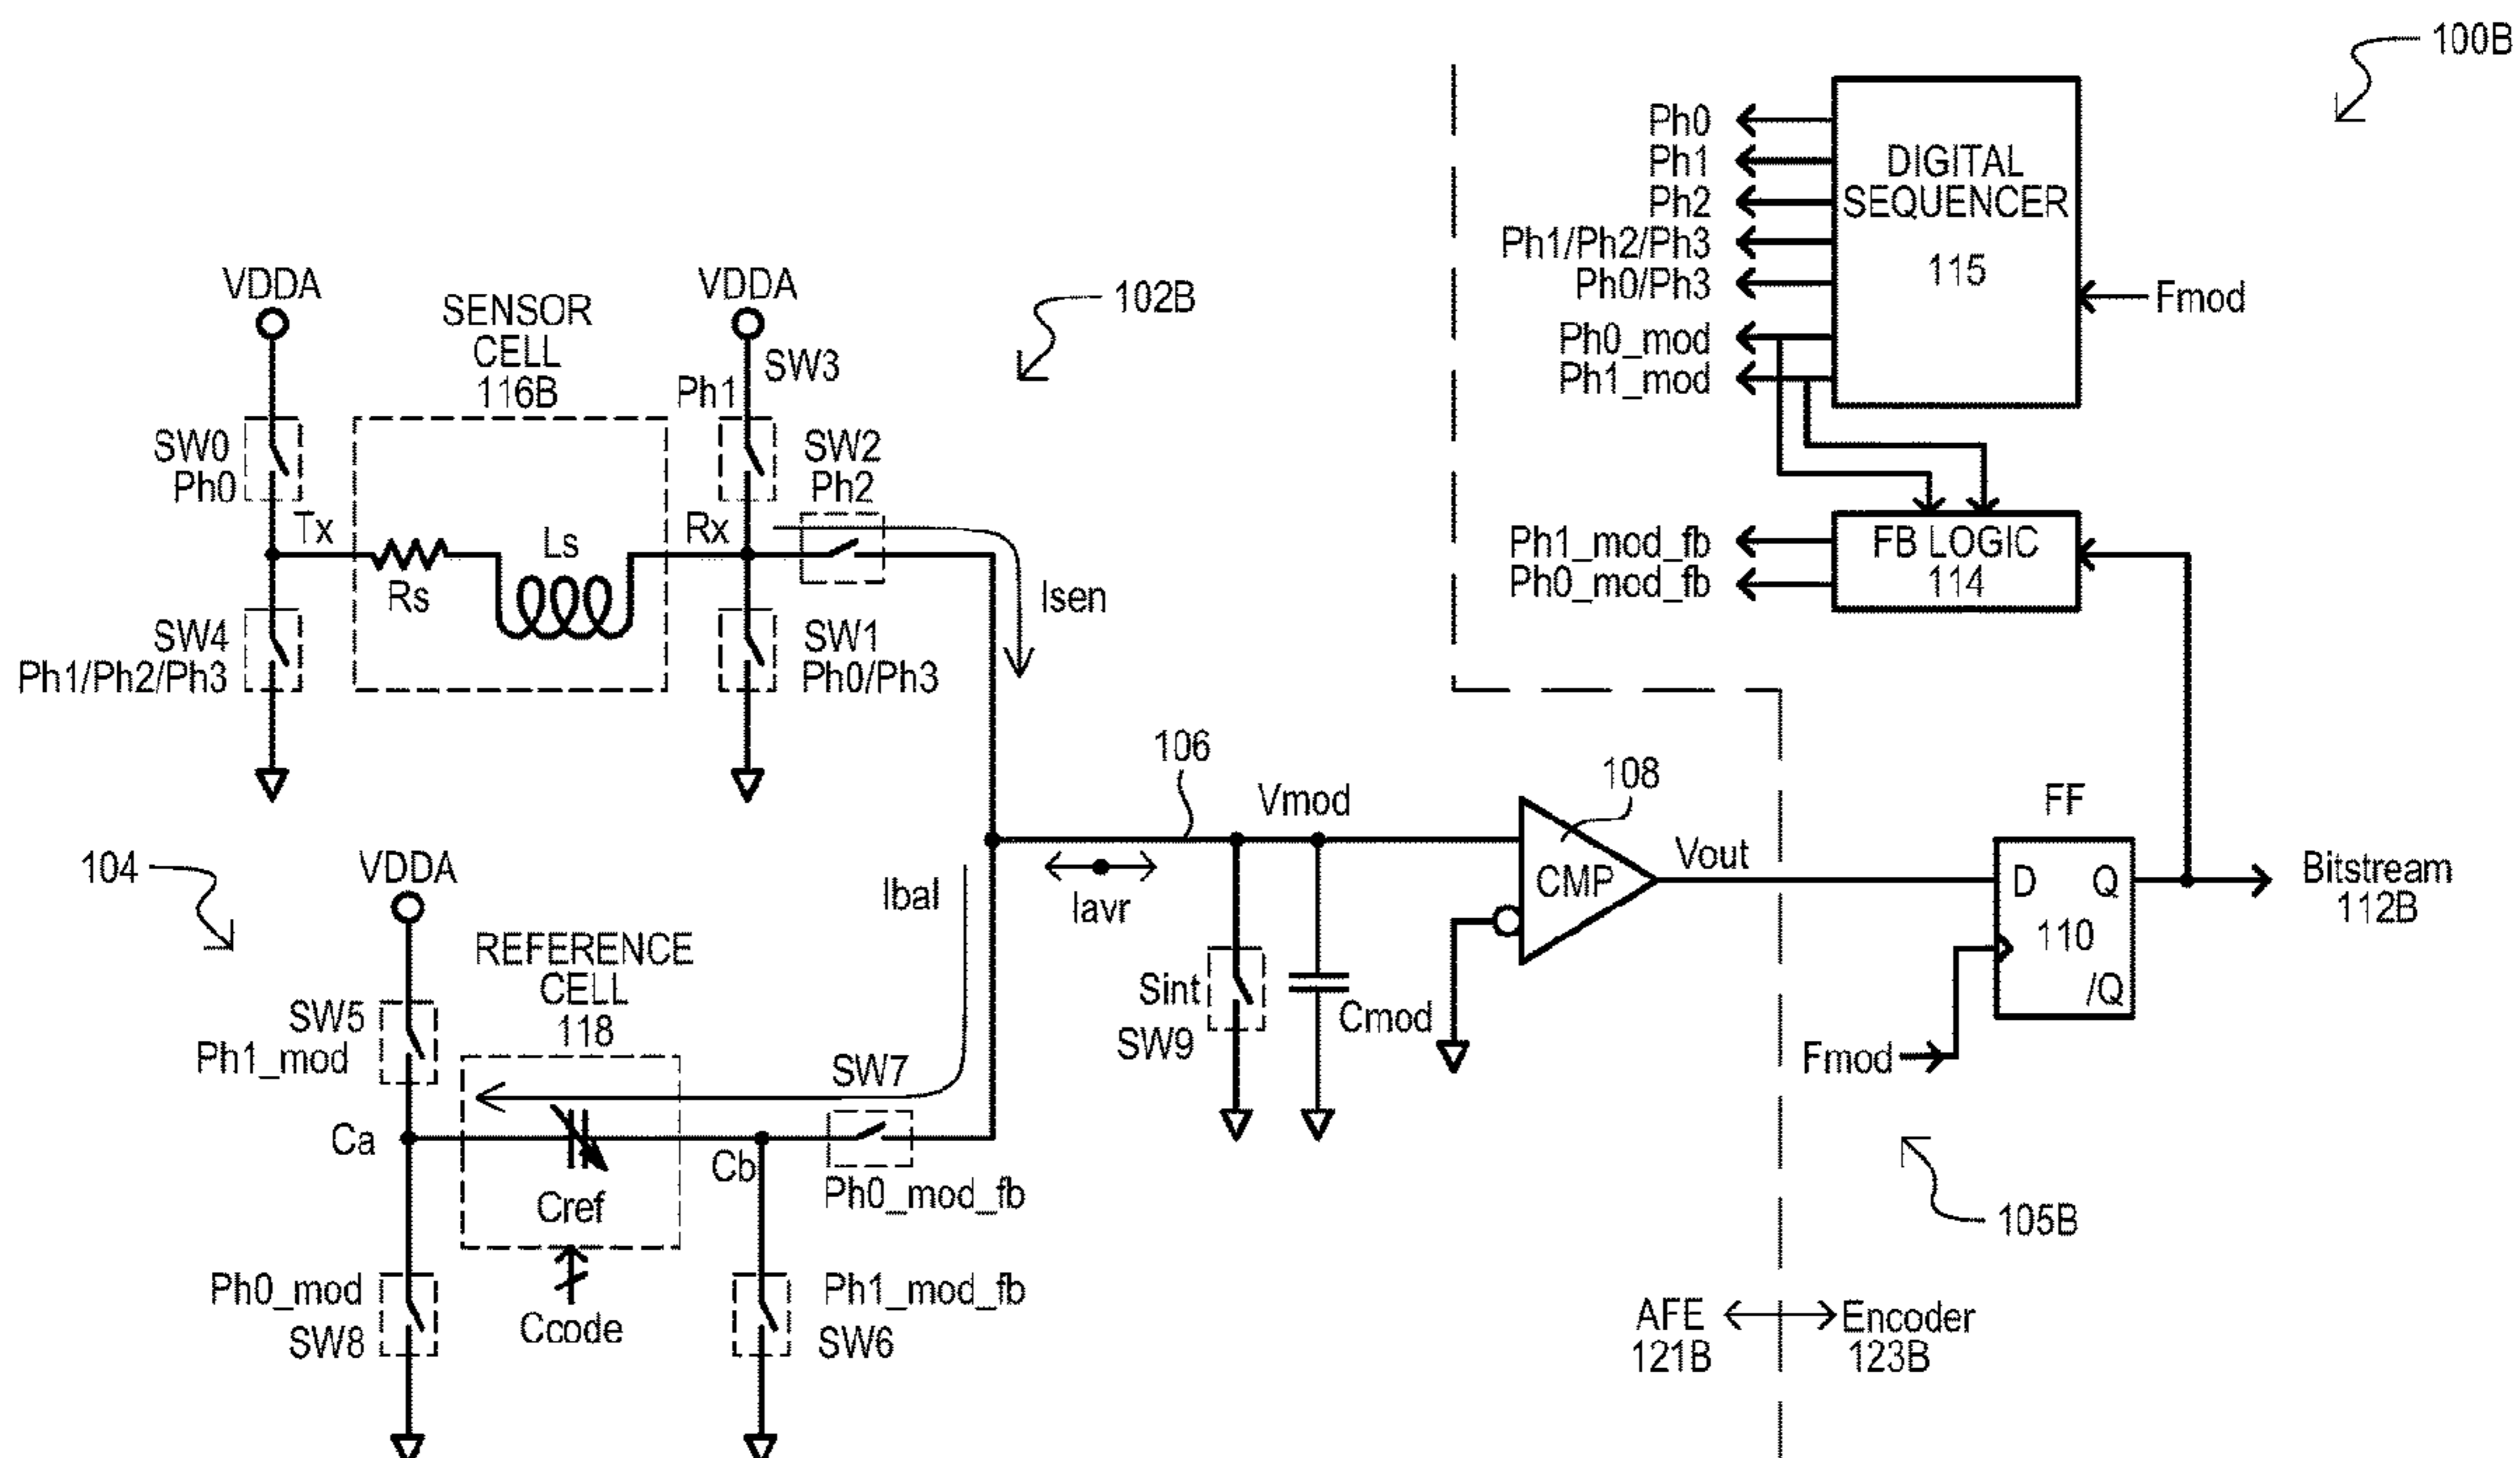 100B
Ph0
Ph1
Ph2
Ph1/Ph2/Ph3
Ph0/Ph3
Ph0_mod
Ph1_mod
DIGITAL
SEQUENCER
115
Fmod
VDDA
SENSOR
CELL
116B
VDDA
SW3
Ph1
102B
SW0
Ph0
SW2
Ph2
Tx
Rs
Ls
Rx
Isen
SW4
Ph1/Ph2/Ph3
SW1
Ph0/Ph3
Ph1_mod_fb
Ph0_mod_fb
FB LOGIC
114
106
Vmod
108
CMP
Vout
FF
D
Q
110
/Q
Fmod
Bitstream
112B
104
VDDA
Ibal
Iavr
REFERENCE
CELL
118
SW5
Ph1_mod
SW7
Sint
SW9
Cmod
Ca
Cb
Cref
Ph0_mod_fb
105B
Ph0_mod
SW8
Ccode
Ph1_mod_fb
SW6
AFE
121B
Encoder
123B